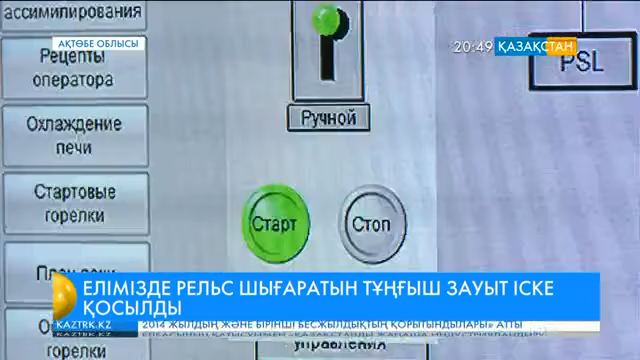 ассимилирования
АҚТӨБЕ ОБЛЫСЫ
20:49 ҚАЗАҚСТАН
Рецепты
оператора
PSL
Ручной
Охлаждение
печи
Стартовые
горелки
Старт
Стоп
ЕЛІМІЗДЕ РЕЛЬС ШЫҒАРАТЫН ТҰҢҒЫШ ЗАУЫТ ІСКЕ
ҚОСЫЛДЫ
KAZTRK.KZ
2014 ЖЫЛДЫҢ ЖӘНЕ БІРІНШІ БЕСЖЫЛДЫҚТЫҢ ҚОРЫТЫНДЫЛАРЫ» АТТЫ
горелки
управления